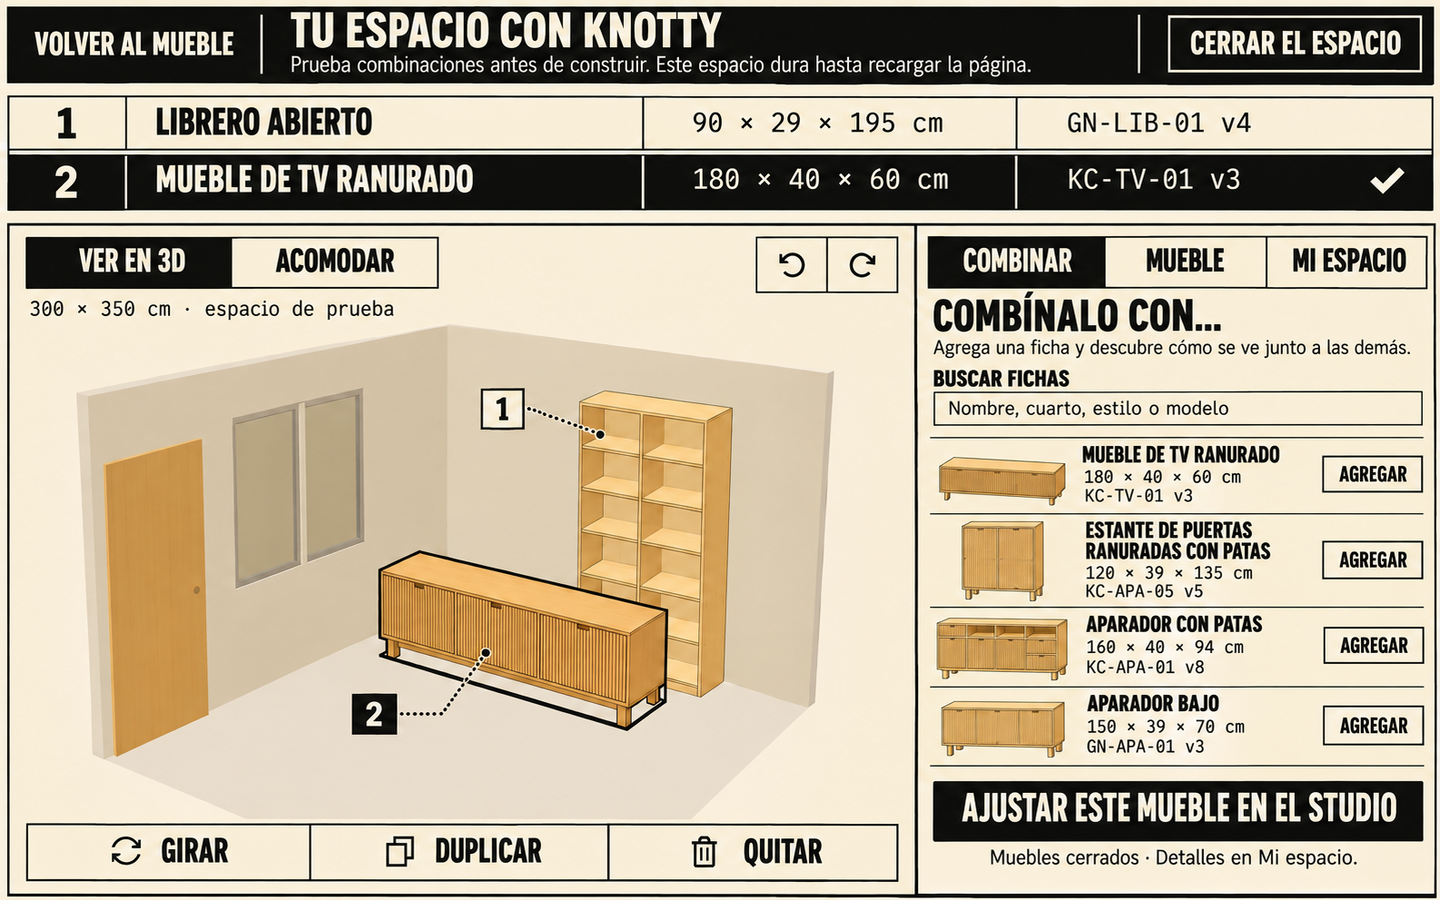 VOLVER AL MUEBLE
TU ESPACIO CON KNOTTY
Prueba combinaciones antes de construir. Este espacio dura hasta recargar la página.
CERRAR EL ESPACIO
1 LIBRERO ABIERTO 90 × 29 × 195 cm GN-LIB-01 v4
2 MUEBLE DE TV RANURADO 180 × 40 × 60 cm KC-TV-01 v3
VER EN 3D
ACOMODAR
300 × 350 cm · espacio de prueba
1
2
GIRAR
DUPLICAR
QUITAR
COMBINAR
MUEBLE
MI ESPACIO
COMBÍNALO CON...
Agrega una ficha y descubre cómo se ve junto a las demás.
BUSCAR FICHAS
Nombre, cuarto, estilo o modelo
MUEBLE DE TV RANURADO
180 × 40 × 60 cm
KC-TV-01 v3
AGREGAR
ESTANTE DE PUERTAS
RANURADAS CON PATAS
120 × 39 × 135 cm
KC-APA-05 v5
AGREGAR
APARADOR CON PATAS
160 × 40 × 94 cm
KC-APA-01 v8
AGREGAR
APARADOR BAJO
150 × 39 × 70 cm
GN-APA-01 v3
AGREGAR
AJUSTAR ESTE MUEBLE EN EL STUDIO
Muebles cerrados · Detalles en Mi espacio.